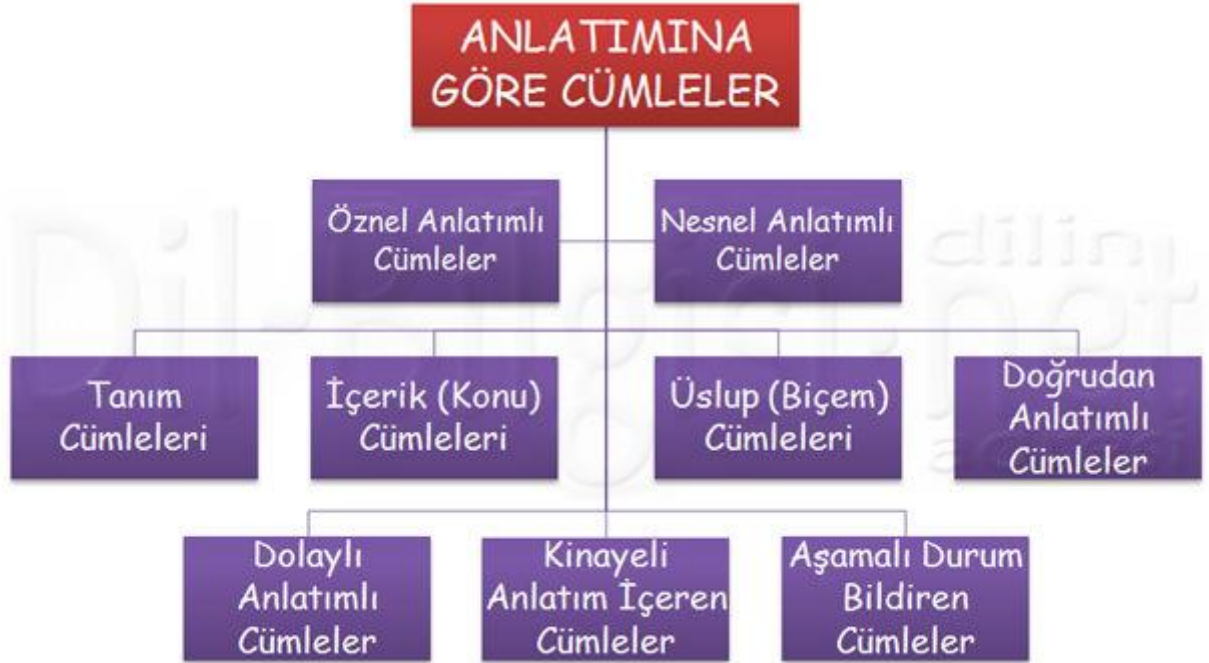 ANLATIMINA
GÖRE CÜMLELER
Öznel Anlatımlı
Cümleler
Nesnel Anlatımlı
Cümleler
Tanım
Cümleleri
İçerik (Konu)
Cümleleri
Üslup (Biçem)
Cümleleri
Doğrudan
Anlatımlı
Cümleler
Dolaylı
Anlatımlı
Cümleler
Kinayeli
Anlatım İçeren
Cümleler
Aşamalı Durum
Bildiren
Cümleler